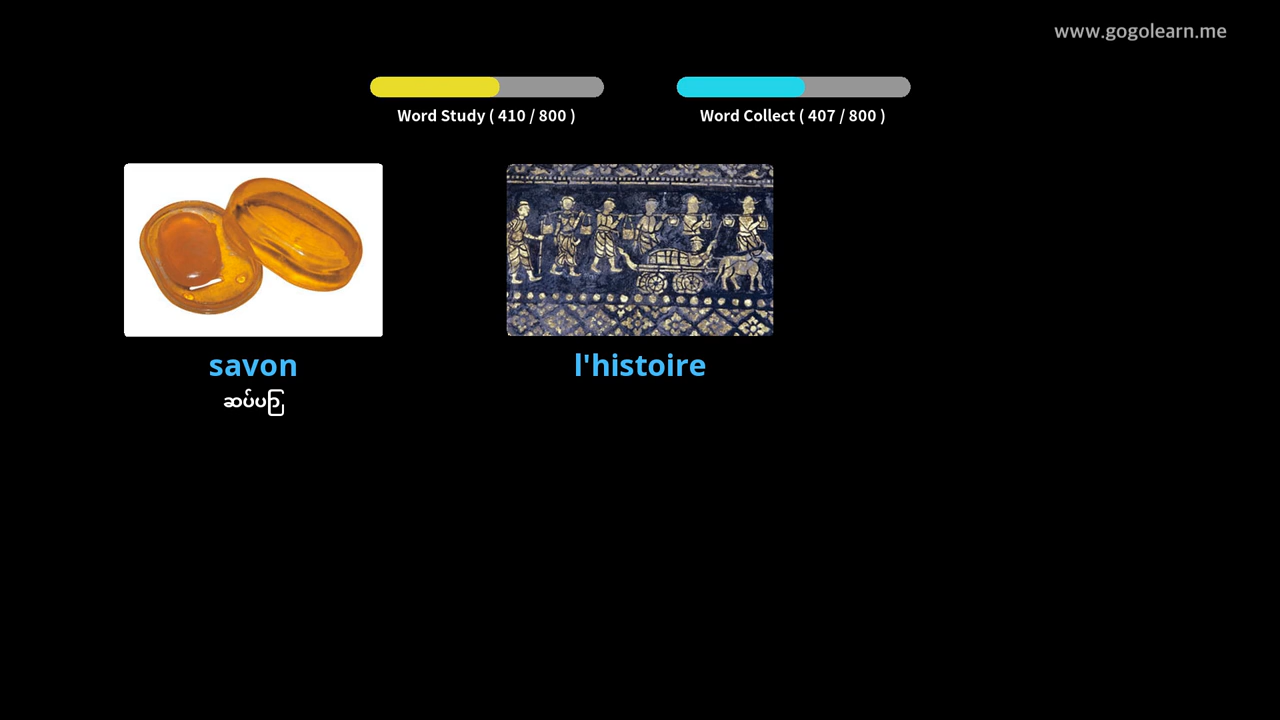 www.gogolearn.me
Word Study ( 410 / 800 )
Word Collect ( 407 / 800 )
savon
l'histoire
ဆပ်ပြာ